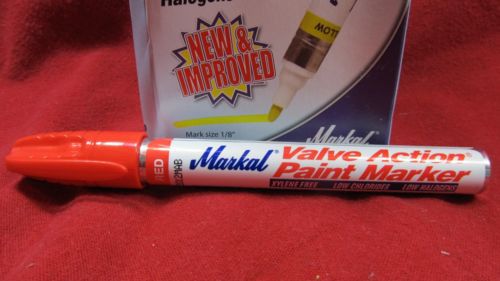 Halogens
NEW &
IMPROVED
LOW
Mark size 1/8"
Markal
RED
Markal
Valve Action®
Paint Marker
XYLENE FREE LOW CHLORIDES LOW HALOGENS